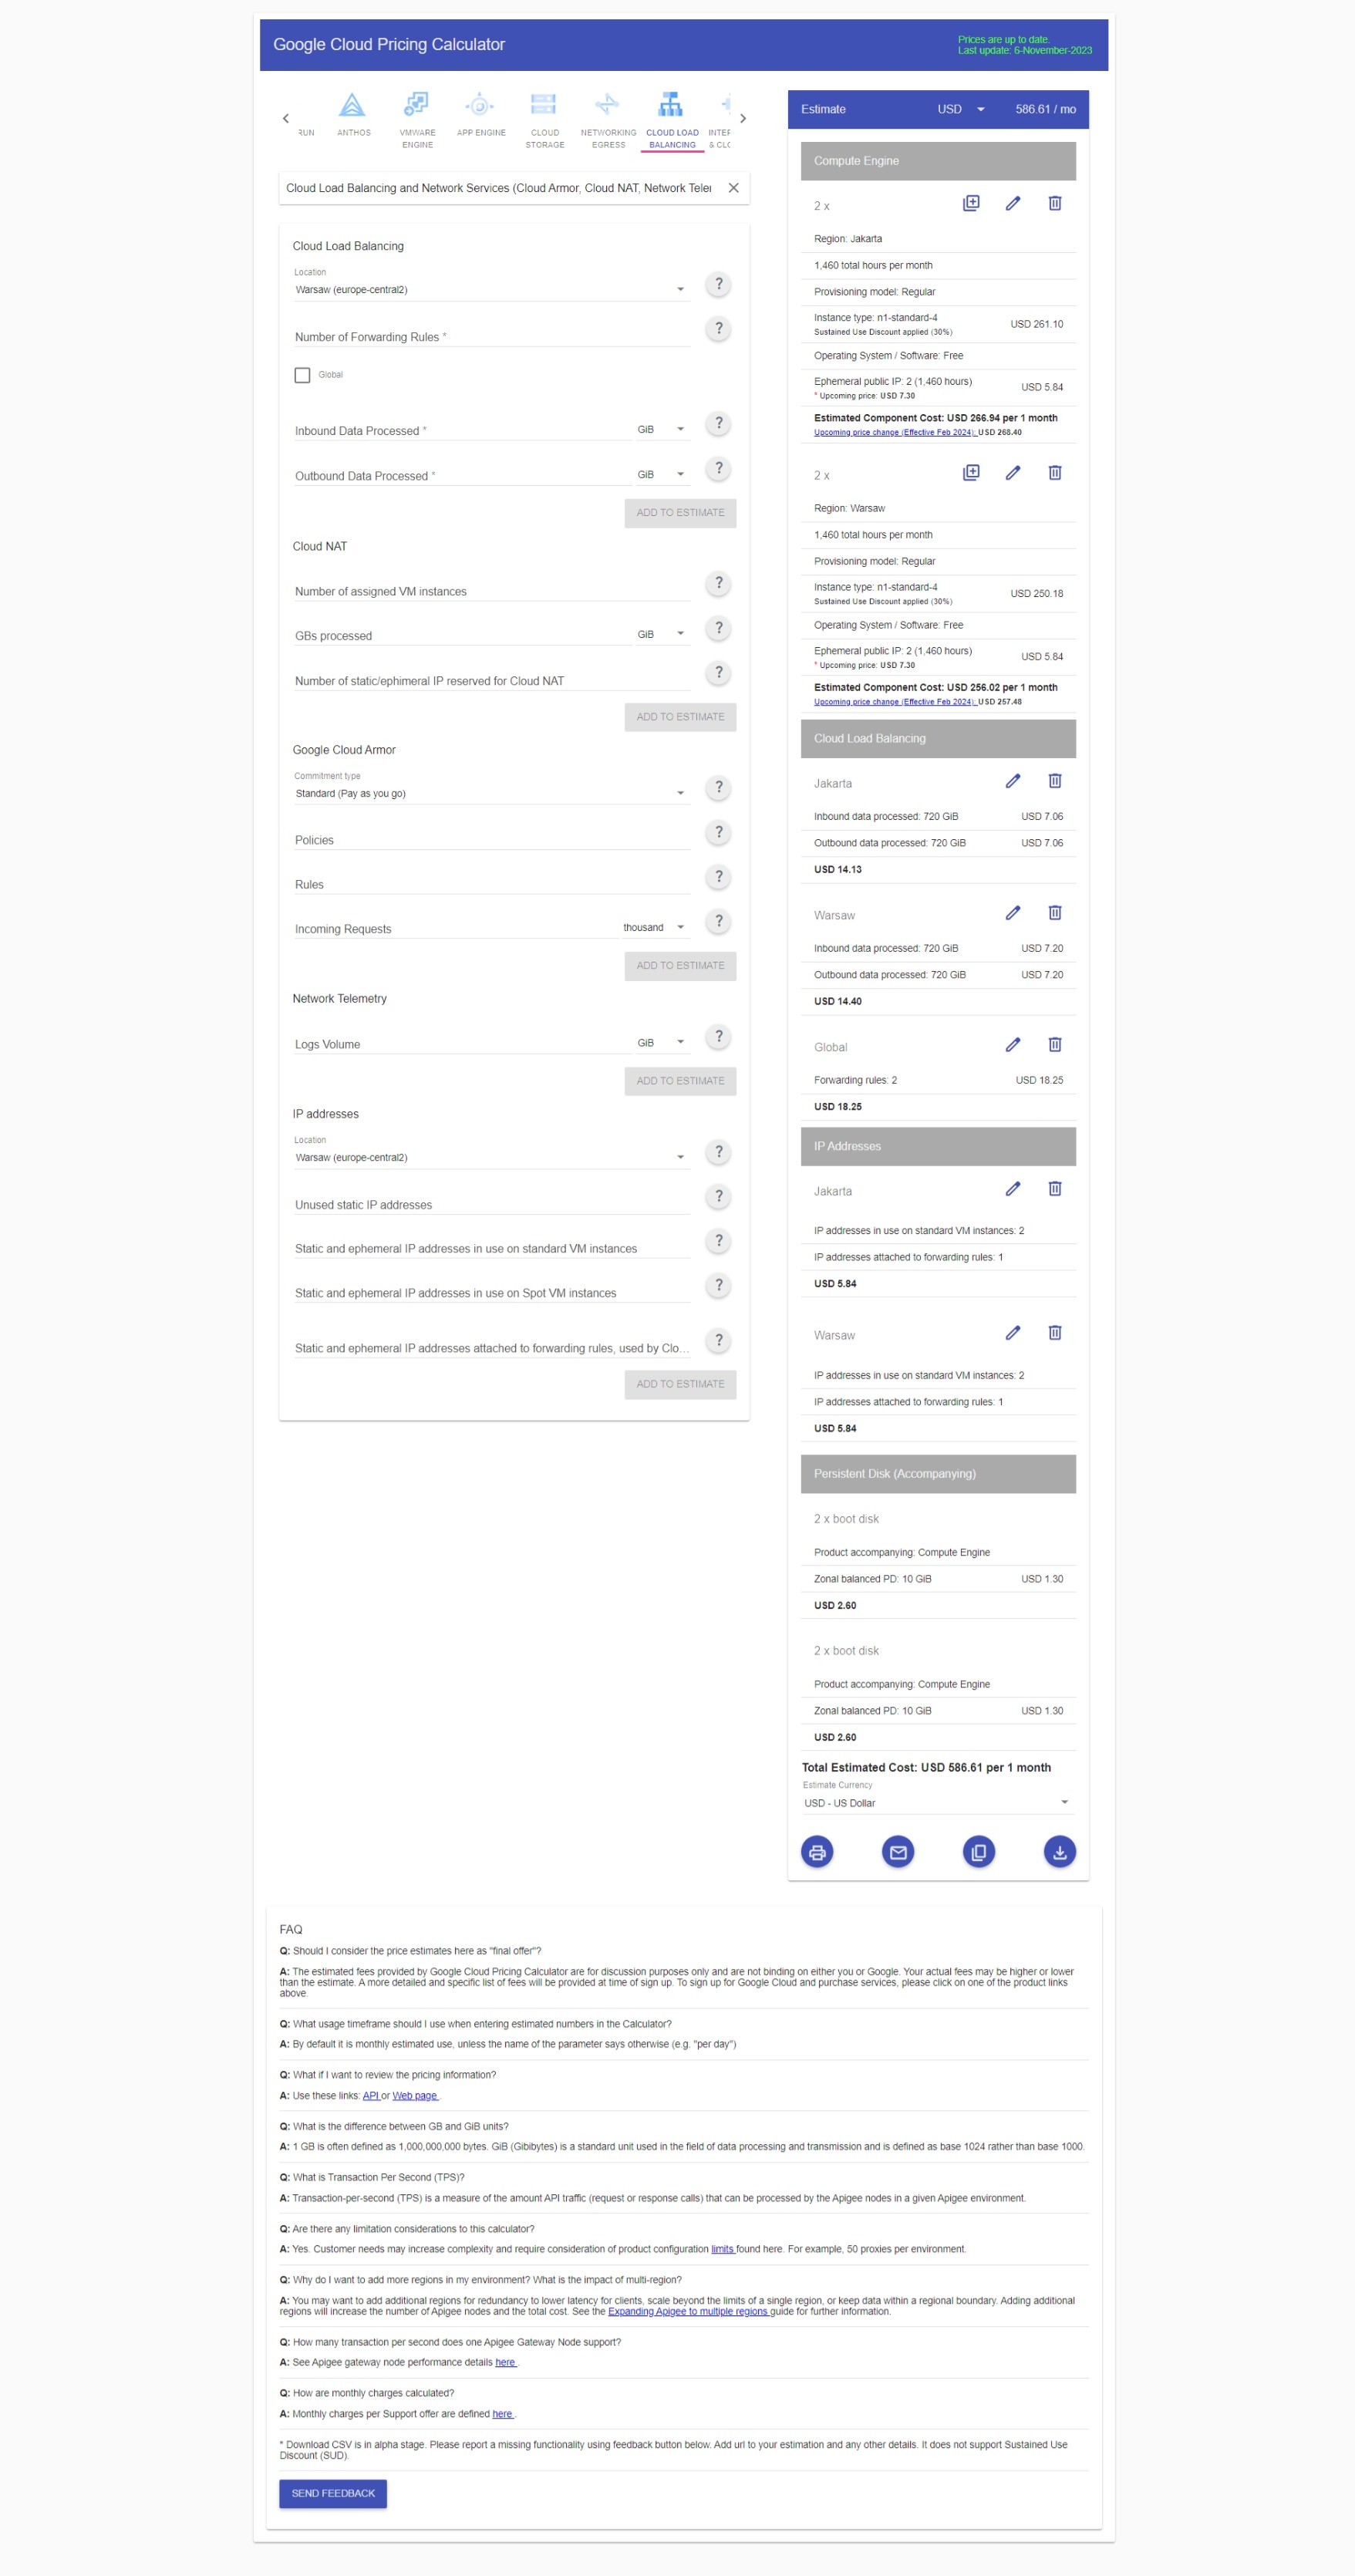 Google Cloud Pricing Calculator
Prices are up to date.
Last update: 6-November-2023
RUN
ANTHOS
VMWARE
ENGINE
APP ENGINE
CLOUD
STORAGE
NETWORKING
EGRESS
CLOUD LOAD
BALANCING
Cloud Load Balancing and Network Services (Cloud Armor, Cloud NAT, Network Teler
Cloud Load Balancing
Location
Warsaw (europe-central2)
?
Number of Forwarding Rules *
?
Global
Inbound Data Processed * GiB
?
Outbound Data Processed * GiB
?
ADD TO ESTIMATE
Cloud NAT
Number of assigned VM instances
?
GBs processed GiB
?
Number of static/ephimeral IP reserved for Cloud NAT
?
ADD TO ESTIMATE
Google Cloud Armor
Commitment type
Standard (Pay as you go)
?
Policies
?
Rules
?
Incoming Requests thousand
?
ADD TO ESTIMATE
Network Telemetry
Logs Volume GiB
?
ADD TO ESTIMATE
IP addresses
Location
Warsaw (europe-central2)
?
Unused static IP addresses
?
Static and ephemeral IP addresses in use on standard VM instances
?
Static and ephemeral IP addresses in use on Spot VM instances
?
Static and ephemeral IP addresses attached to forwarding rules, used by Clo...
?
ADD TO ESTIMATE
Estimate USD 586.61 / mo
Compute Engine
2 x
Region: Jakarta
1,460 total hours per month
Provisioning model: Regular
Instance type: n1-standard-4 USD 261.10
Sustained Use Discount applied (30%)
Operating System / Software: Free
Ephemeral public IP: 2 (1,460 hours) USD 5.84
* Upcoming price: USD 7.30
Estimated Component Cost: USD 266.94 per 1 month
Upcoming price change (Effective Feb 2024): USD 268.40
2 x
Region: Warsaw
1,460 total hours per month
Provisioning model: Regular
Instance type: n1-standard-4 USD 250.18
Sustained Use Discount applied (30%)
Operating System / Software: Free
Ephemeral public IP: 2 (1,460 hours) USD 5.84
* Upcoming price: USD 7.30
Estimated Component Cost: USD 256.02 per 1 month
Upcoming price change (Effective Feb 2024): USD 257.48
Cloud Load Balancing
Jakarta
Inbound data processed: 720 GiB USD 7.06
Outbound data processed: 720 GiB USD 7.06
USD 14.13
Warsaw
Inbound data processed: 720 GiB USD 7.20
Outbound data processed: 720 GiB USD 7.20
USD 14.40
Global
Forwarding rules: 2 USD 18.25
USD 18.25
IP Addresses
Jakarta
IP addresses in use on standard VM instances: 2
IP addresses attached to forwarding rules: 1
USD 5.84
Warsaw
IP addresses in use on standard VM instances: 2
IP addresses attached to forwarding rules: 1
USD 5.84
Persistent Disk (Accompanying)
2 x boot disk
Product accompanying: Compute Engine
Zonal balanced PD: 10 GiB USD 1.30
USD 2.60
2 x boot disk
Product accompanying: Compute Engine
Zonal balanced PD: 10 GiB USD 1.30
USD 2.60
Total Estimated Cost: USD 586.61 per 1 month
Estimate Currency
USD - US Dollar
FAQ
Q: Should I consider the price estimates here as "final offer"?
A: The estimated fees provided by Google Cloud Pricing Calculator are for discussion purposes only and are not binding on either you or Google. Your actual fees may be higher or lower
than the estimate. A more detailed and specific list of fees will be provided at time of sign up. To sign up for Google Cloud and purchase services, please click on one of the product links
above.
Q: What usage timeframe should I use when entering estimated numbers in the Calculator?
A: By default it is monthly estimated use, unless the name of the parameter says otherwise (e.g. "per day")
Q: What if I want to review the pricing information?
A: Use these links: API or Web page .
Q: What is the difference between GB and GiB units?
A: 1 GB is often defined as 1,000,000,000 bytes. GiB (Gibibytes) is a standard unit used in the field of data processing and transmission and is defined as base 1024 rather than base 1000.
Q: What is Transaction Per Second (TPS)?
A: Transaction-per-second (TPS) is a measure of the amount API traffic (request or response calls) that can be processed by the Apigee nodes in a given Apigee environment.
Q: Are there any limitation considerations to this calculator?
A: Yes. Customer needs may increase complexity and require consideration of product configuration limits found here. For example, 50 proxies per environment.
Q: Why do I want to add more regions in my environment? What is the impact of multi-region?
A: You may want to add additional regions for redundancy to lower latency for clients, scale beyond the limits of a single region, or keep data within a regional boundary. Adding additional
regions will increase the number of Apigee nodes and the total cost. See the Expanding Apigee to multiple regions guide for further information.
Q: How many transaction per second does one Apigee Gateway Node support?
A: See Apigee gateway node performance details here .
Q: How are monthly charges calculated?
A: Monthly charges per Support offer are defined here .
* Download CSV is in alpha stage. Please report a missing functionality using feedback button below. Add url to your estimation and any other details. It does not support Sustained Use
Discount (SUD).
SEND FEEDBACK